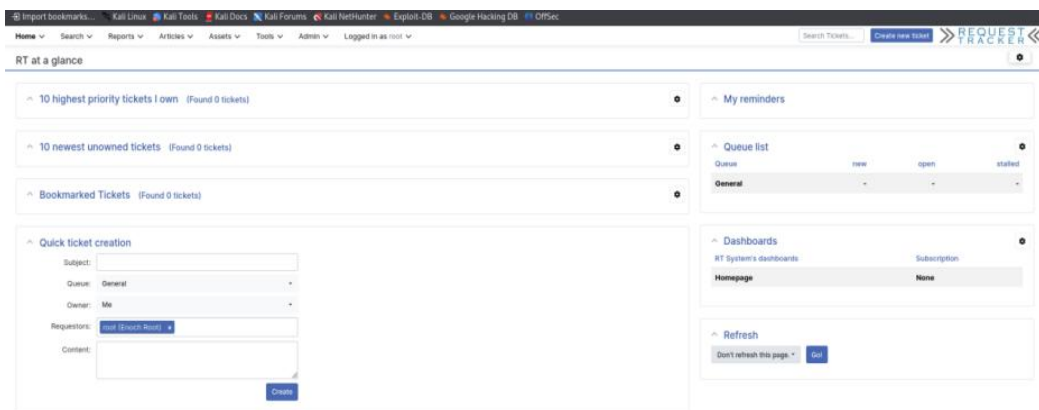 Import bookmarks... Kali Linux Kali Tools Kali Docs Kali Forums Kali NetHunter Exploit-DB Google Hacking DB OffSec
Home Search Reports Articles Assets Tools Admin Logged in as root Search Tickets... Create new ticket REQUEST TRACKER
RT at a glance
10 highest priority tickets I own (Found 0 tickets)
10 newest unowned tickets (Found 0 tickets)
Bookmarked Tickets (Found 0 tickets)
Quick ticket creation
Subject:
Queue: General
Owner: Me
Requestors: root (Enoch Root) x
Content:
Create
My reminders
Queue list
Queue new open stalled
General - - -
Dashboards
RT System's dashboards Subscription
Homepage None
Refresh
Don't refresh this page. Go!